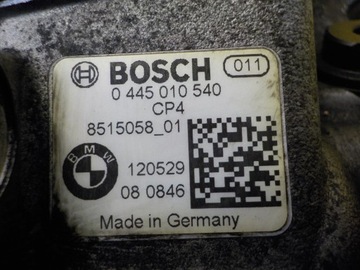 BOSCH 011
0 445 010 540
CP4
8515058_01
BMW 120529
08 0846
Made in Germany